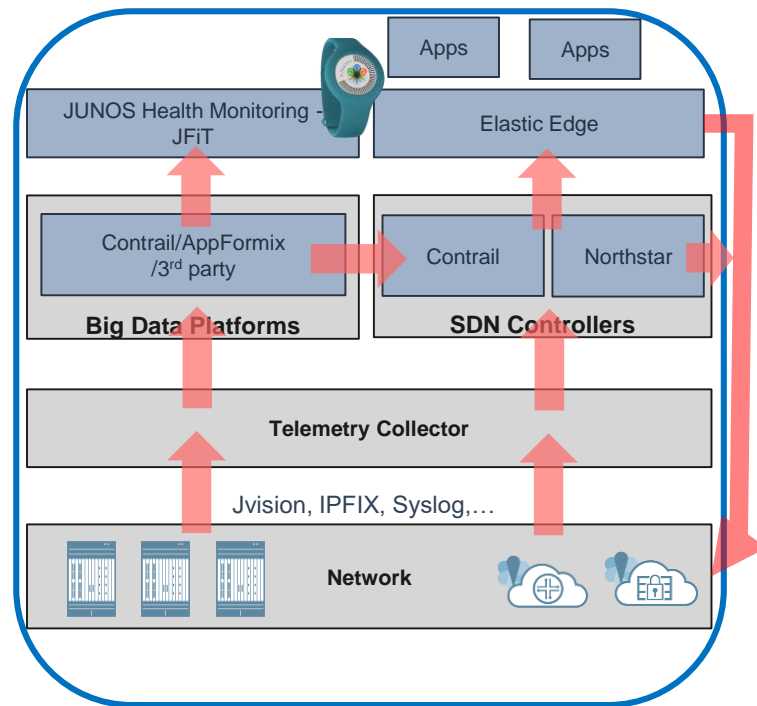 Apps
Apps
JUNOS Health Monitoring -
JFiT
Elastic Edge
Contrail/AppFormix
/3rd party
Contrail
Northstar
Big Data Platforms
SDN Controllers
Telemetry Collector
Jvision, IPFIX, Syslog,...
Network